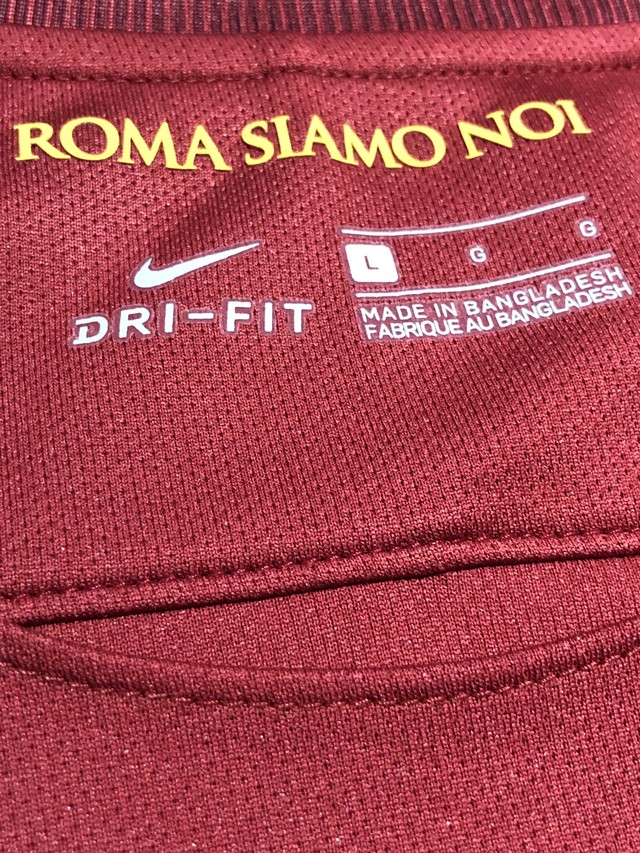 ROMA SIAMO NOI
DRI-FIT
L G G
MADE IN BANGLADESH
FABRIQUE AU BANGLADESH